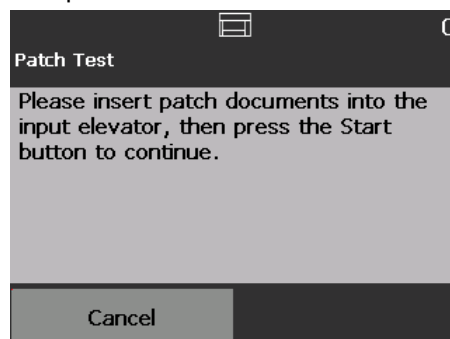 Patch Test
Please insert patch documents into the
input elevator, then press the Start
button to continue.
Cancel